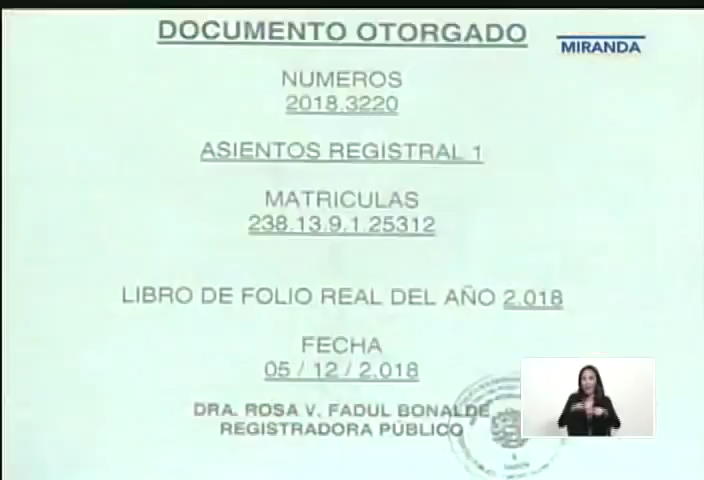 DOCUMENTO OTORGADO
MIRANDA
NUMEROS
2018.3220
ASIENTOS REGISTRAL 1
MATRICULAS
238.13.9.1.25312
LIBRO DE FOLIO REAL DEL AÑO 2.018
FECHA
05 / 12 / 2.018
DRA. ROSA V. FADUL BONALDE
REGISTRADORA PÚBLICO